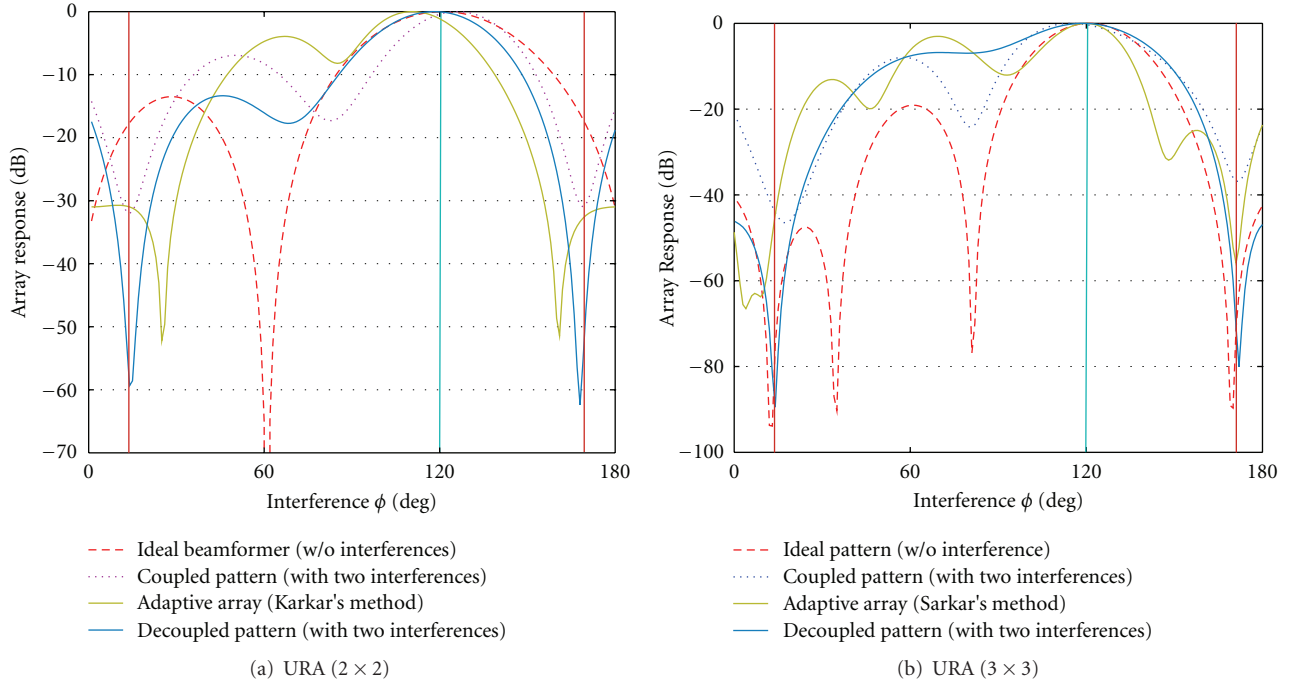 0
−10
−20
−30
−40
−50
−60
−70
Array response (dB)
0
60
120
180
Interference ϕ (deg)
Ideal beamformer (w/o interferences)
Coupled pattern (with two interferences)
Adaptive array (Karkar's method)
Decoupled pattern (with two interferences)
(a) URA (2 × 2)
0
−20
−40
−60
−80
−100
Array Response (dB)
0
60
120
180
Interference ϕ (deg)
Ideal pattern (w/o interference)
Coupled pattern (with two interferences)
Adaptive array (Sarkar's method)
Decoupled pattern (with two interferences)
(b) URA (3 × 3)